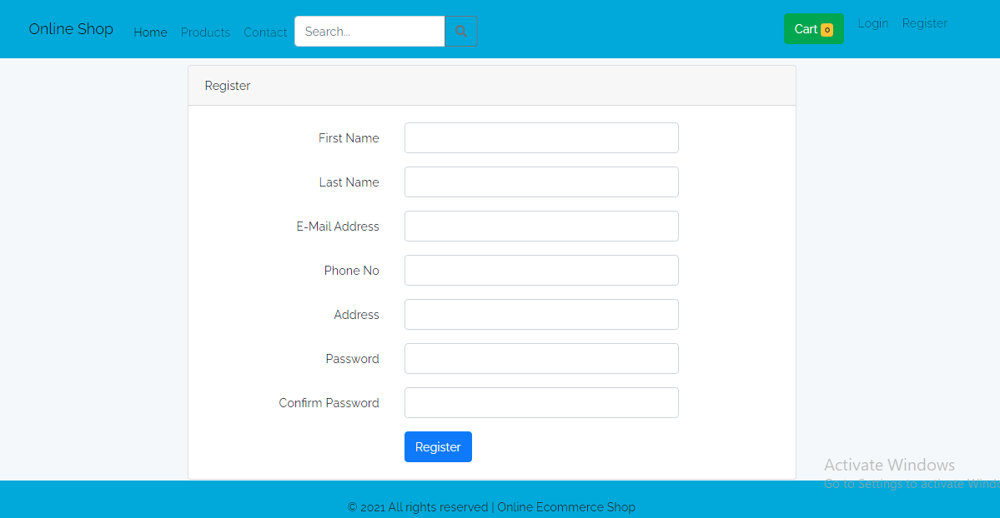 Online Shop Home Products Contact Search... Cart 0 Login Register
Register
First Name
Last Name
E-Mail Address
Phone No
Address
Password
Confirm Password
Register
Activate Windows
Go to Settings to activate Windo
© 2021 All rights reserved | Online Ecommerce Shop